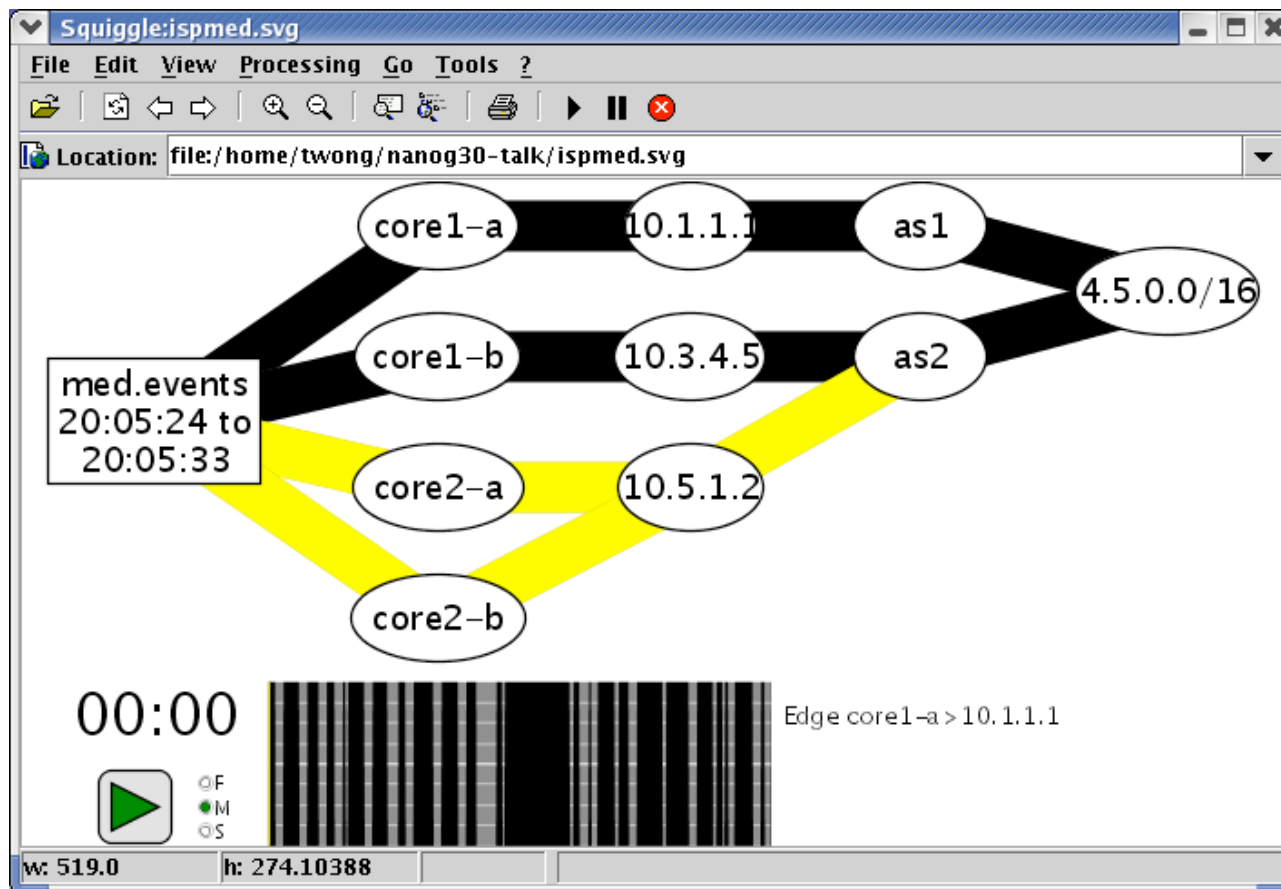 Squiggle:ispmed.svg
File Edit View Processing Go Tools ?
Location: file:/home/twong/nanog30-talk/ispmed.svg
core1-a 10.1.1.1 as1
4.5.0.0/16
core1-b 10.3.4.5 as2
med.events
20:05:24 to
20:05:33
core2-a 10.5.1.2
core2-b
00:00
Edge core1-a>10.1.1.1
F
M
S
w: 519.0 h: 274.10388